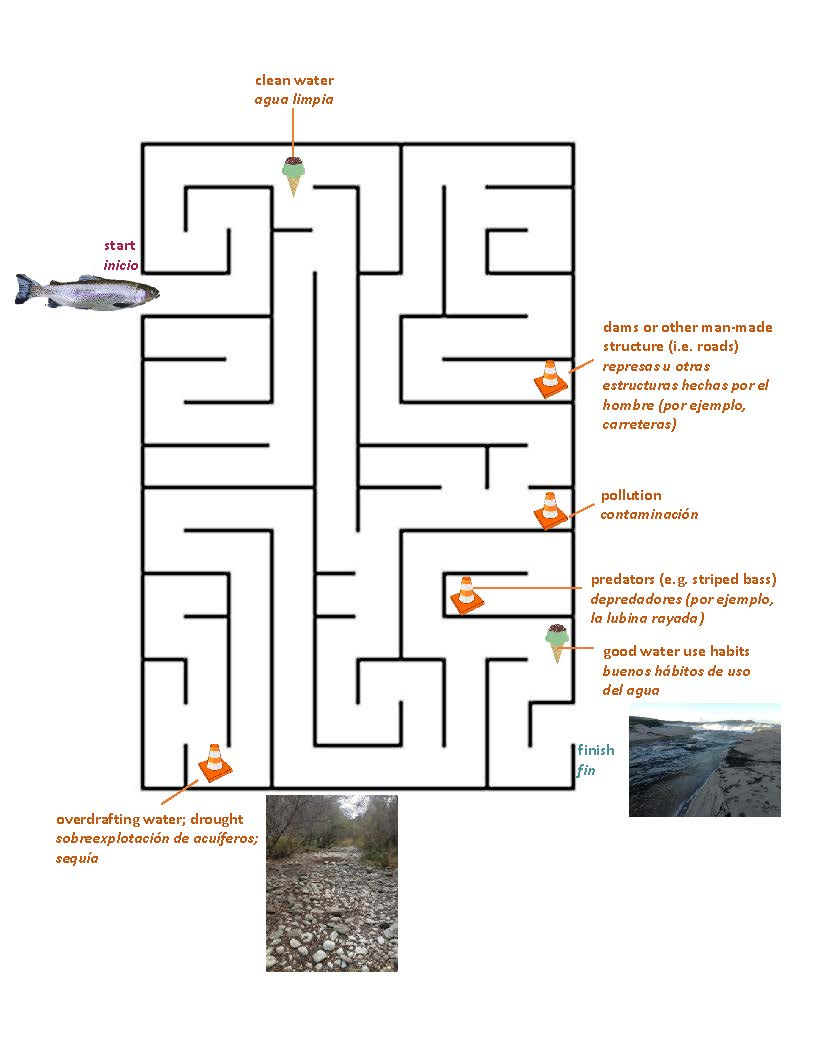 clean water
agua limpia
start
inicio
dams or other man-made
structure (i.e. roads)
represas u otras
estructuras hechas por el
hombre (por ejemplo,
carreteras)
pollution
contaminación
predators (e.g. striped bass)
depredadores (por ejemplo,
la lubina rayada)
good water use habits
buenos hábitos de uso
del agua
finish
fin
overdrafting water; drought
sobreexplotación de acuíferos;
sequía